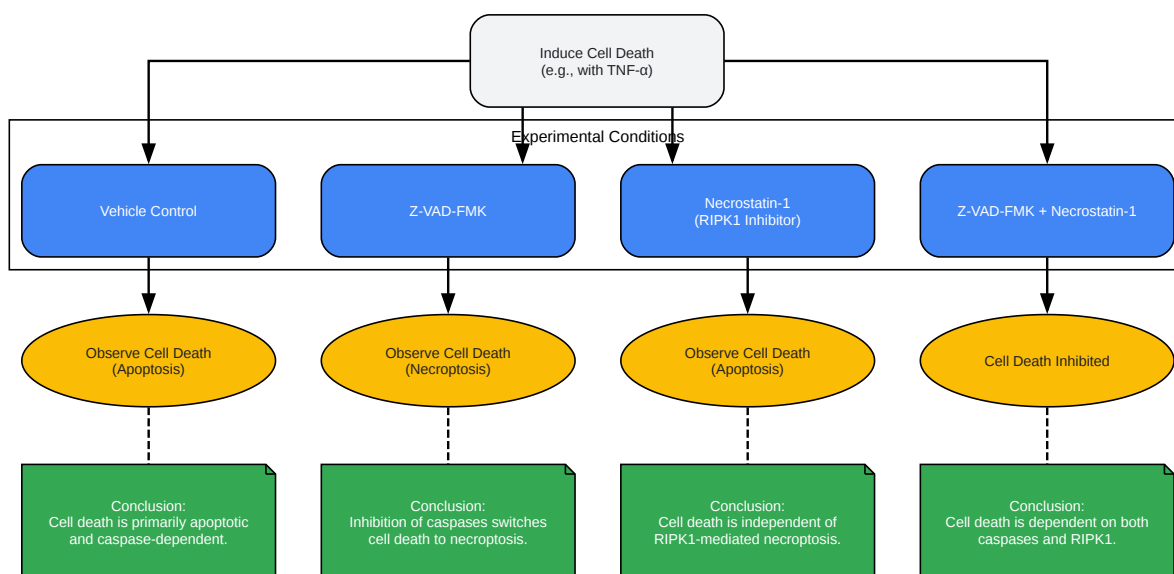 Induce Cell Death
(e.g., with TNF-α)
Experimental Conditions
Vehicle Control
Z-VAD-FMK
Necrostatin-1
(RIPK1 Inhibitor)
Z-VAD-FMK + Necrostatin-1
Observe Cell Death
(Apoptosis)
Observe Cell Death
(Necroptosis)
Observe Cell Death
(Apoptosis)
Cell Death Inhibited
Conclusion:
Cell death is primarily apoptotic
and caspase-dependent.
Conclusion:
Inhibition of caspases switches
cell death to necroptosis.
Conclusion:
Cell death is independent of
RIPK1-mediated necroptosis.
Conclusion:
Cell death is dependent on both
caspases and RIPK1.